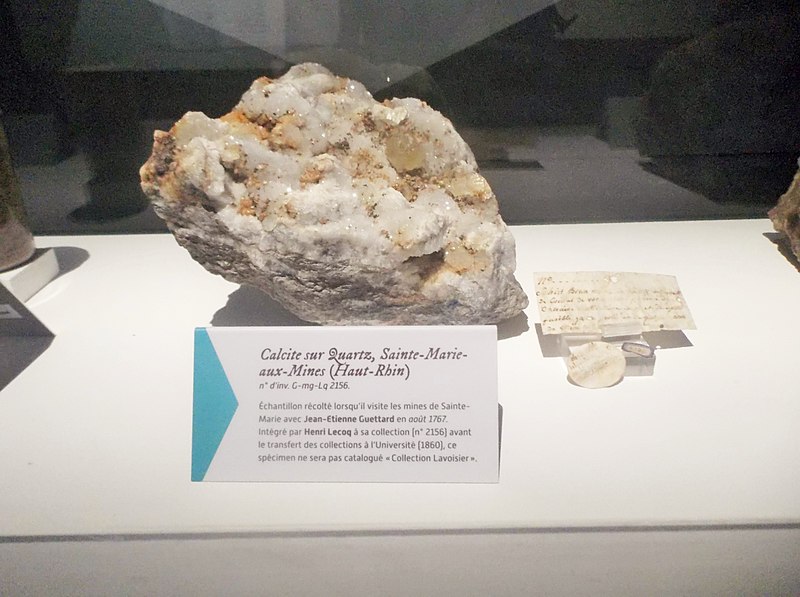 Calcite sur Quartz, Sainte-Marie-
aux-Mines (Haut-Rhin)
n° d'inv. G-mg-Lq 2156.
Échantillon récolté lorsqu'il visite les mines de Sainte-
Marie avec Jean-Etienne Guettard en août 1767.
Intégré par Henri Lecoq à sa collection (n° 2156) avant
le transfert des collections à l'Université (1860), ce
spécimen ne sera pas catalogué « Collection Lavoisier ».